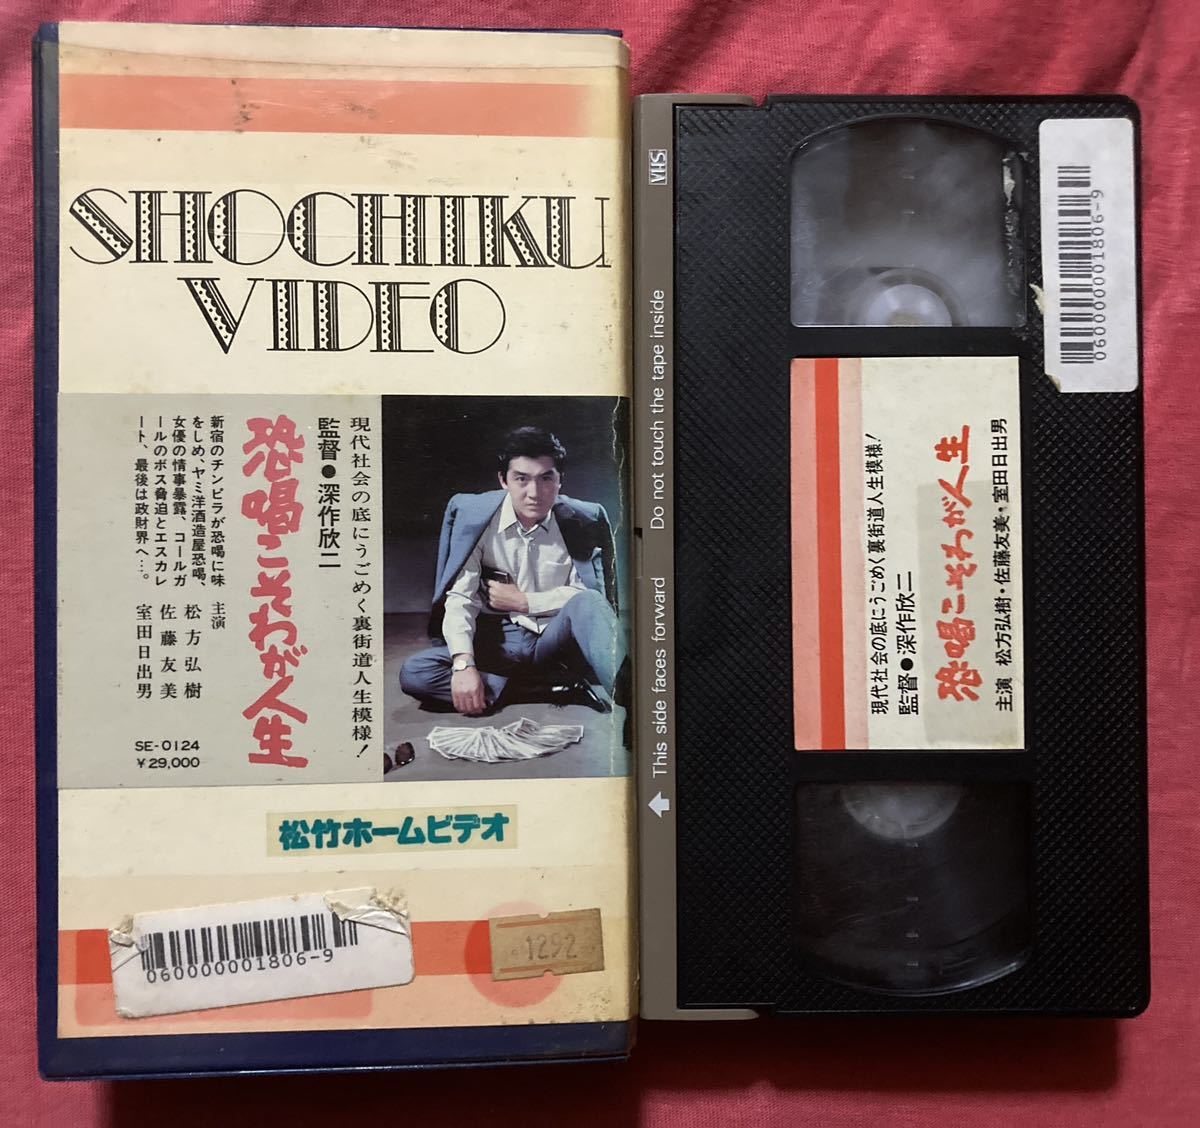 SHOCHIKU
VIDEO
現代社会の底にうごめく裏街道人生模様!
監督●深作欣二
恐喝こそわが人生
新宿のチンピラが恐喝に味
をしめ、ヤミ洋酒造屋恐喝、
女優の情事暴露、コールガ
ールのボス脅迫とエスカレ
ート、最後は政財界へ…。
主演
松方弘樹
佐藤友美
室田日出男
SE-0124
¥29,000
松竹ホームビデオ
060000001806-9
1292
VHS
Do not touch the tape inside
This side faces forward
現代社会の底にうごめく裏街道人生模様!
監督●深作欣二
恐喝こそわが人生
主演 松方弘樹・佐藤友美・室田日出男
060000001806-9